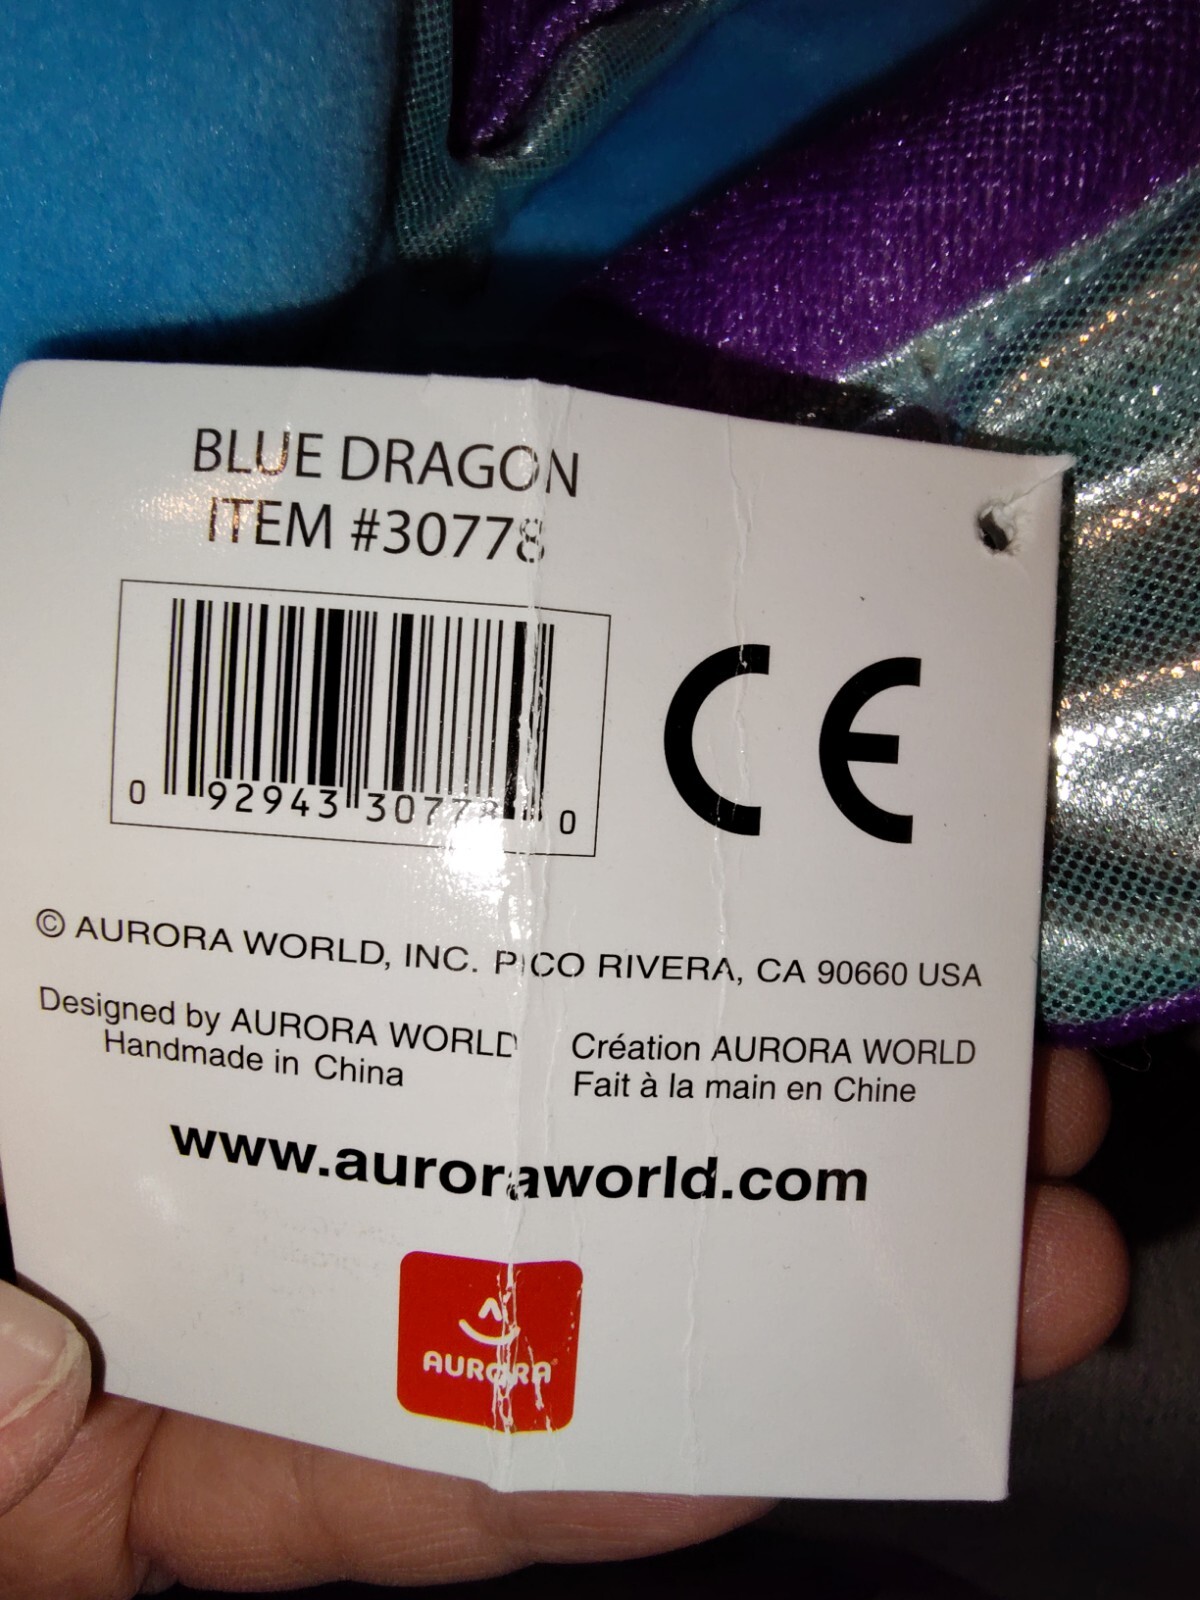 BLUE DRAGON
ITEM #30778
0 92943 30778 0
CE
© AURORA WORLD, INC. PICO RIVERA, CA 90660 USA
Designed by AURORA WORLD
Handmade in China
Création AURORA WORLD
Fait à la main en Chine
www.auroraworld.com
AURORA